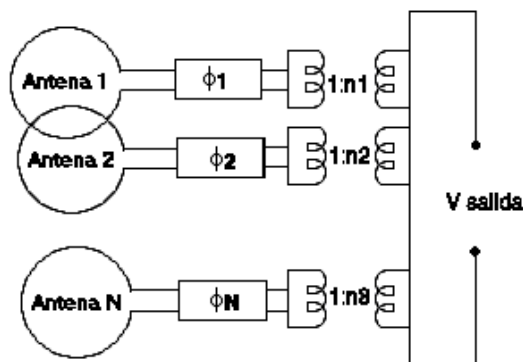 Antena 1 ϕ1 1:n1
Antena 2 ϕ2 1:n2
V salida
Antena N ϕN 1:n8